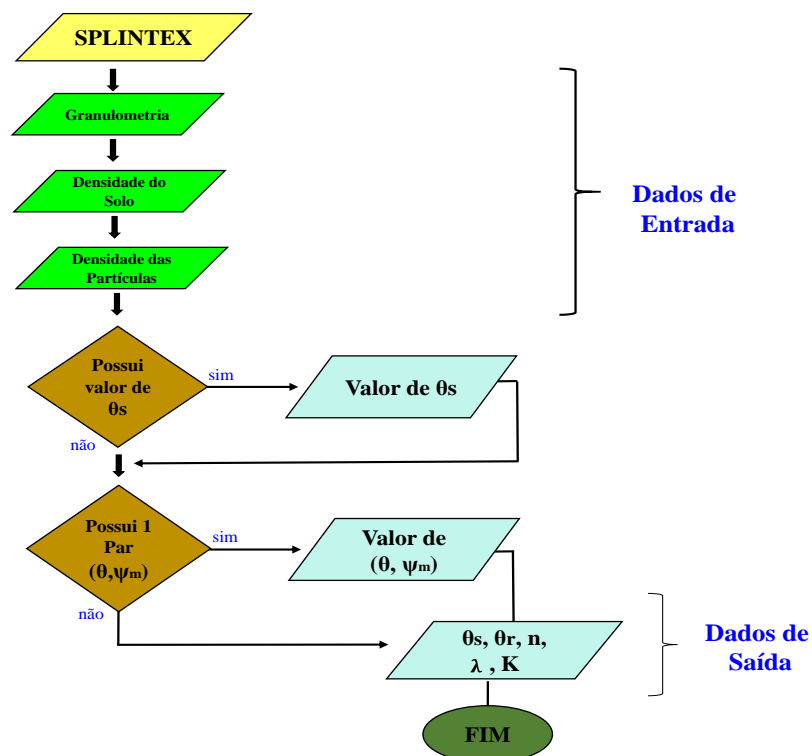 SPLINTEX
Granulometria
Densidade do
Solo
Densidade das
Partículas
Dados de
Entrada
Possui
valor de
θs
sim
Valor de θs
não
Possui 1
Par
(θ,ψm)
sim
Valor de
(θ, ψm)
não
θs, θr, n,
λ , K
Dados de
Saída
FIM